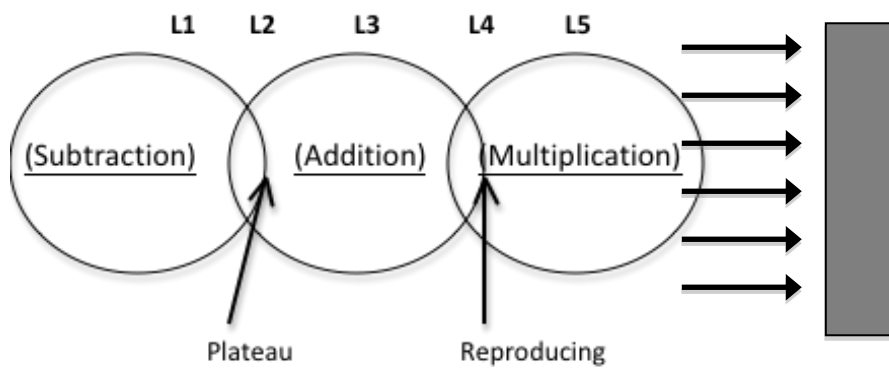 L1 L2 L3 L4 L5
(Subtraction) (Addition) (Multiplication)
Plateau Reproducing